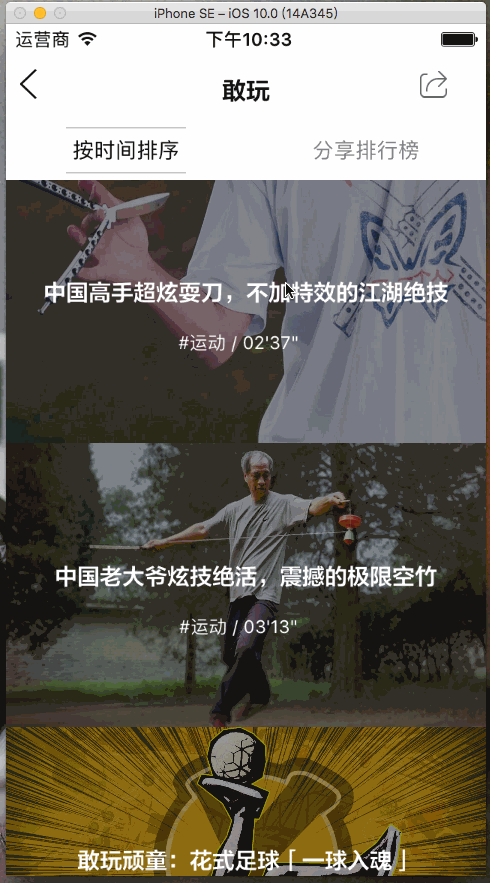 iPhone SE – iOS 10.0 (14A345)
运营商 下午10:33
敢玩
按时间排序 分享排行榜
中国高手超炫耍刀，不加特效的江湖绝技
#运动 / 02'37"
中国老大爷炫技绝活，震撼的极限空竹
#运动 / 03'13"
敢玩顽童：花式足球「一球入魂」